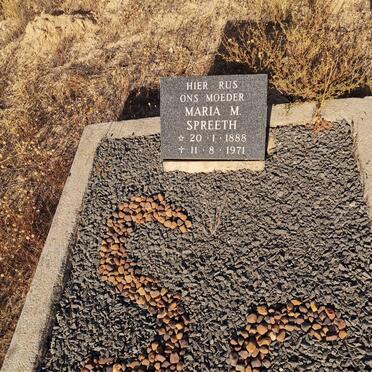 HIER RUS
ONS MOEDER
MARIA M.
SPREETH
☆ 20 · 1 · 1888
✝ 11 · 8 · 1971